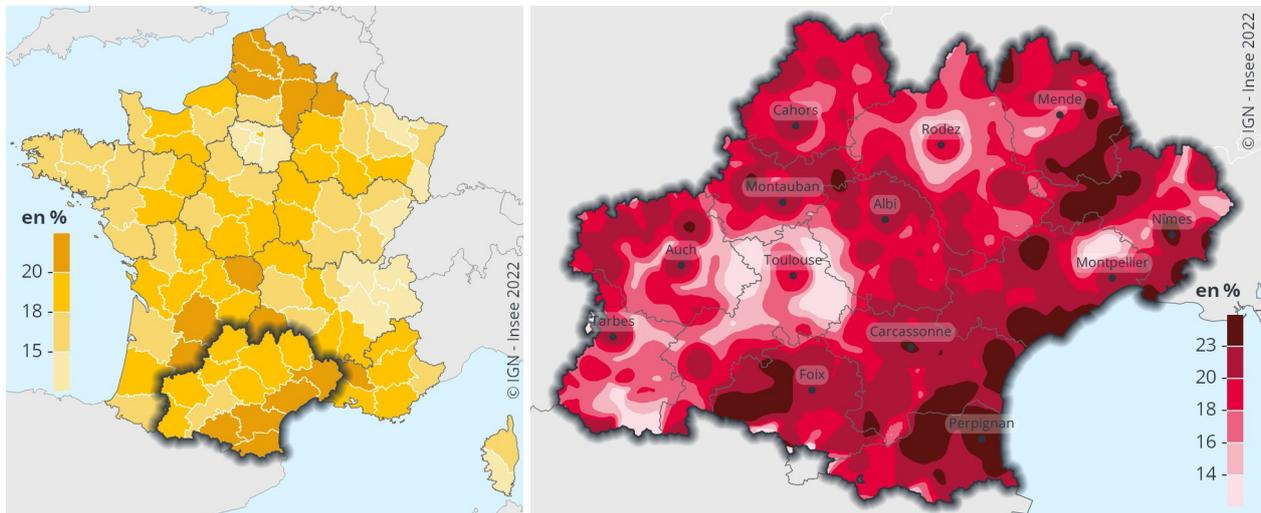 en %
20
18
15
© IGN - Insee 2022
Cahors
Mende
Rodez
Montauban
Albi
Nîmes
Auch
Toulouse
Montpellier
Tarbes
Carcassonne
Foix
Perpignan
en %
23
20
18
16
14
© IGN - Insee 2022